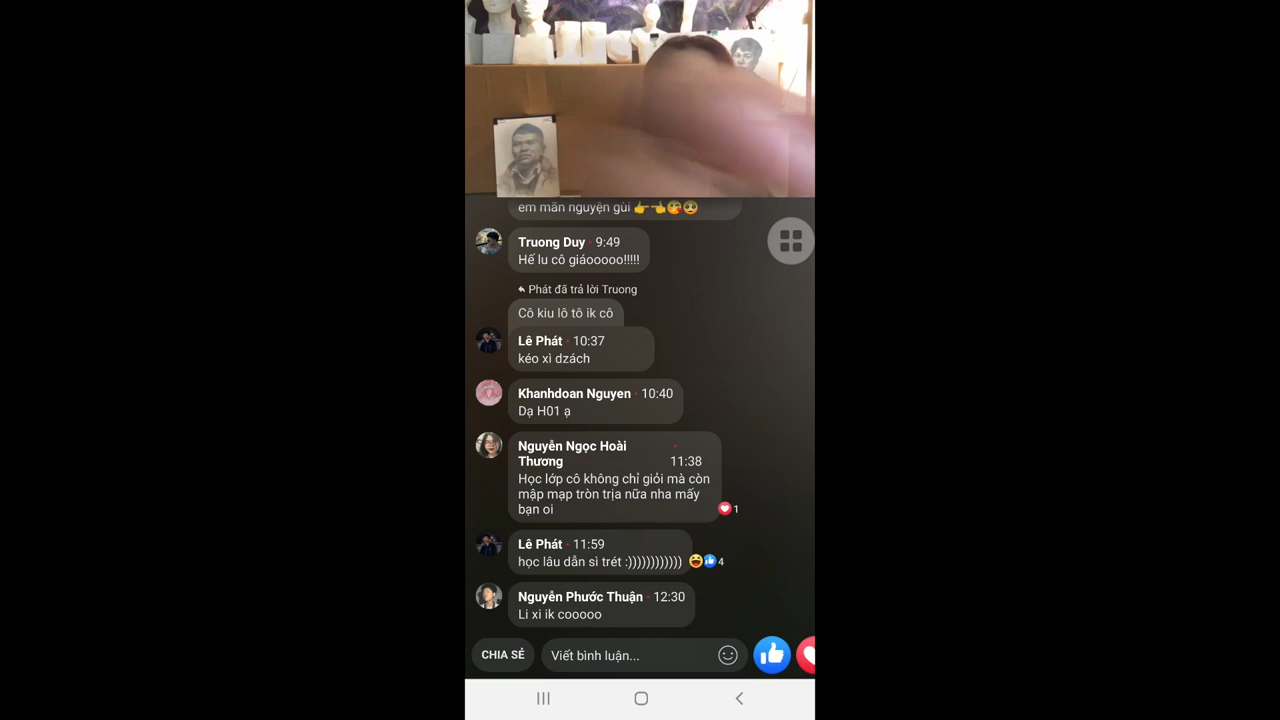 em mãn nguyện gùi 👉👈😘🥺
Truong Duy · 9:49
Hế lu cô giáooooo!!!!!
Phát đã trả lời Truong
Cô kiu lô tô ik cô
Lê Phát · 10:37
kéo xì dzách
Khanhdoan Nguyen · 10:40
Dạ H01 ạ
Nguyễn Ngọc Hoài
Thương · 11:38
Học lớp cô không chỉ giỏi mà còn
mập mạp tròn trịa nữa nha mấy
bạn oi
1
Lê Phát · 11:59
học lâu dẫn sì trét :))))))))))))
4
Nguyễn Phước Thuận · 12:30
Li xi ik cooooo
CHIA SẺ
Viết bình luận...